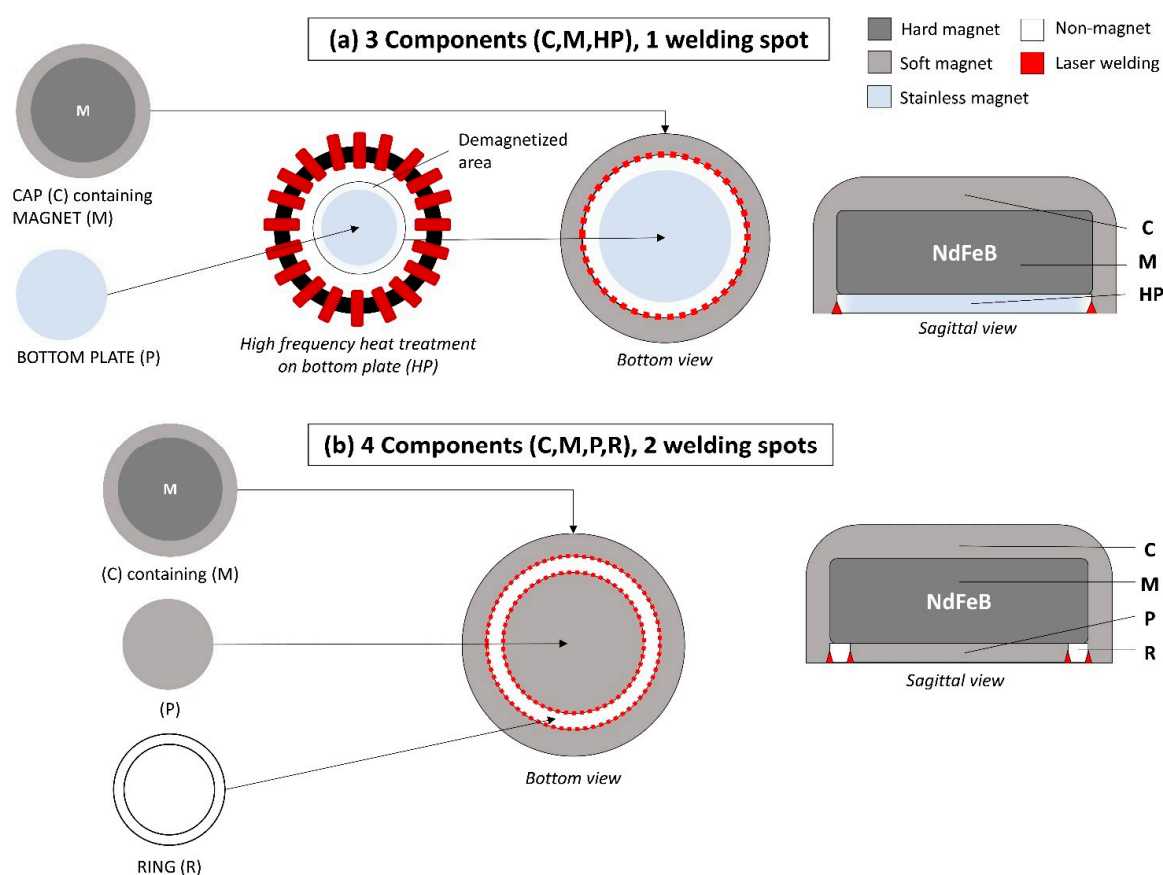 (a) 3 Components (C,M,HP), 1 welding spot
Hard magnet
Non-magnet
Soft magnet
Laser welding
Stainless magnet
M
CAP (C) containing
MAGNET (M)
BOTTOM PLATE (P)
Demagnetized
area
High frequency heat treatment
on bottom plate (HP)
Bottom view
NdFeB
C
M
HP
Sagittal view
(b) 4 Components (C,M,P,R), 2 welding spots
M
(C) containing (M)
(P)
RING (R)
Bottom view
NdFeB
C
M
P
R
Sagittal view